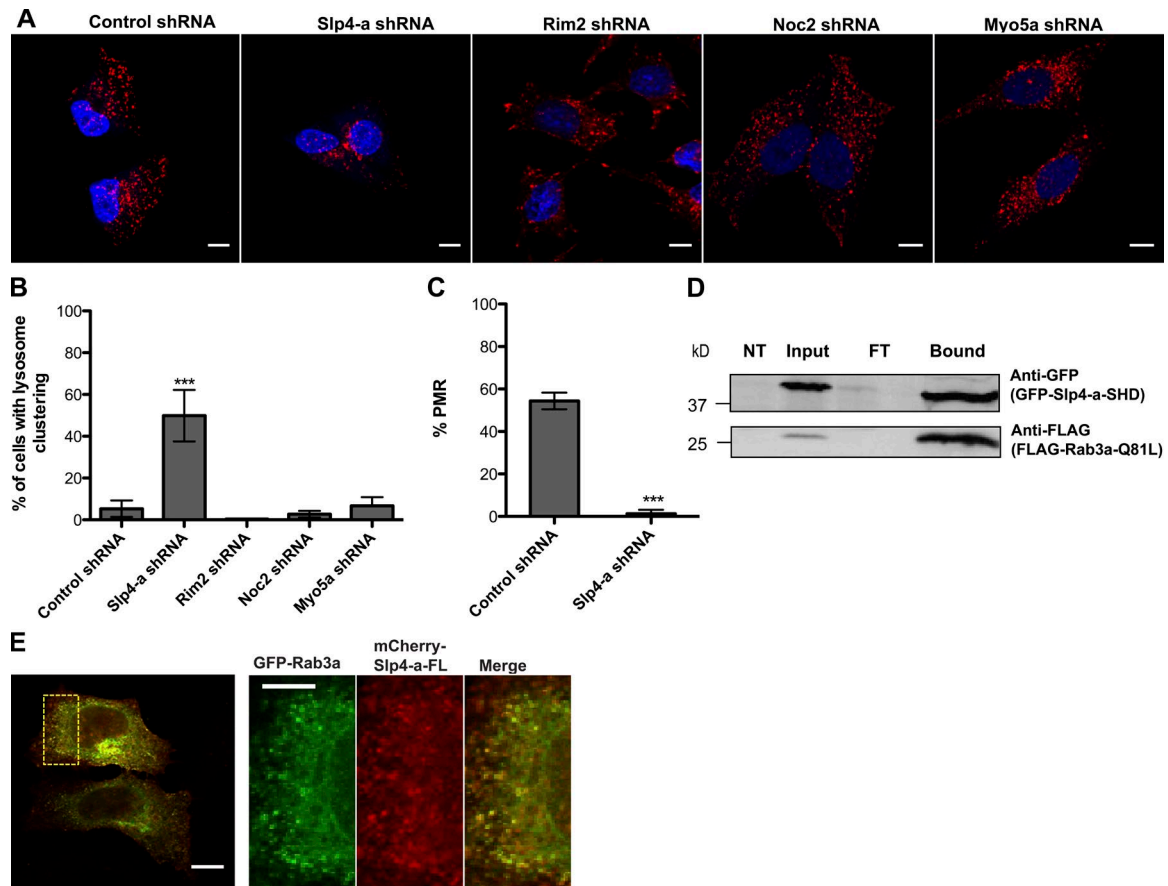 A
Control shRNA Slp4-a shRNA Rim2 shRNA Noc2 shRNA Myo5a shRNA
B
% of cells with lysosome
clustering
100
80
60
40
20
0
***
Control shRNA
Slp4-a shRNA
Rim2 shRNA
Noc2 shRNA
Myo5a shRNA
C
% PMR
100
80
60
40
20
0
***
Control shRNA
Slp4-a shRNA
D
kD NT Input FT Bound
37
Anti-GFP
(GFP-Slp4-a-SHD)
25
Anti-FLAG
(FLAG-Rab3a-Q81L)
E
GFP-Rab3a
mCherry-
Slp4-a-FL
Merge